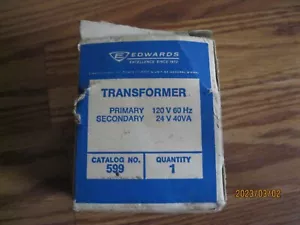 EDWARDS
EXCELLENCE SINCE 1872
TRANSFORMER
PRIMARY 120 V 60 Hz
SECONDARY 24 V 40VA
CATALOG NO. QUANTITY
599 1
2023/03/02